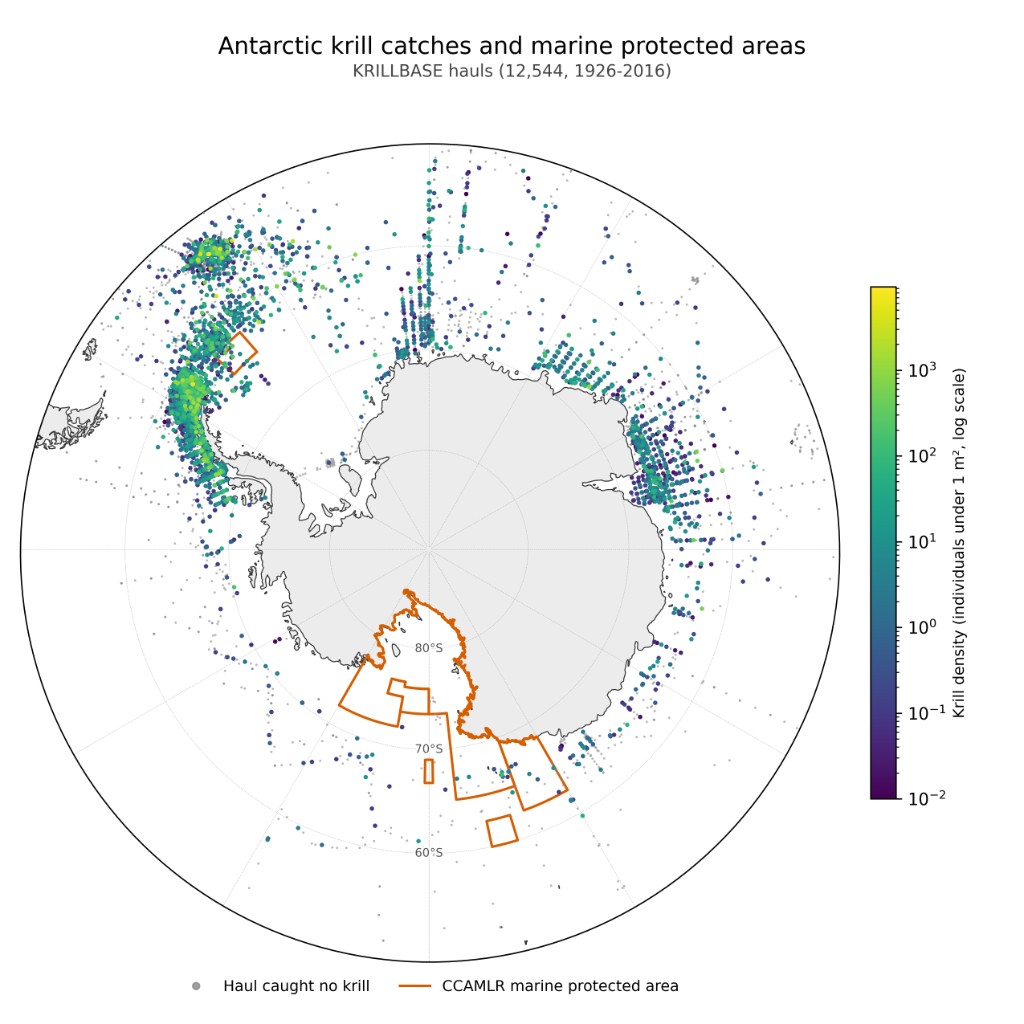 Antarctic krill catches and marine protected areas
KRILLBASE hauls (12,544, 1926-2016)
80°S
70°S
60°S
10³
10²
10¹
10⁰
10⁻¹
10⁻²
Krill density (individuals under 1 m², log scale)
Haul caught no krill
CCAMLR marine protected area